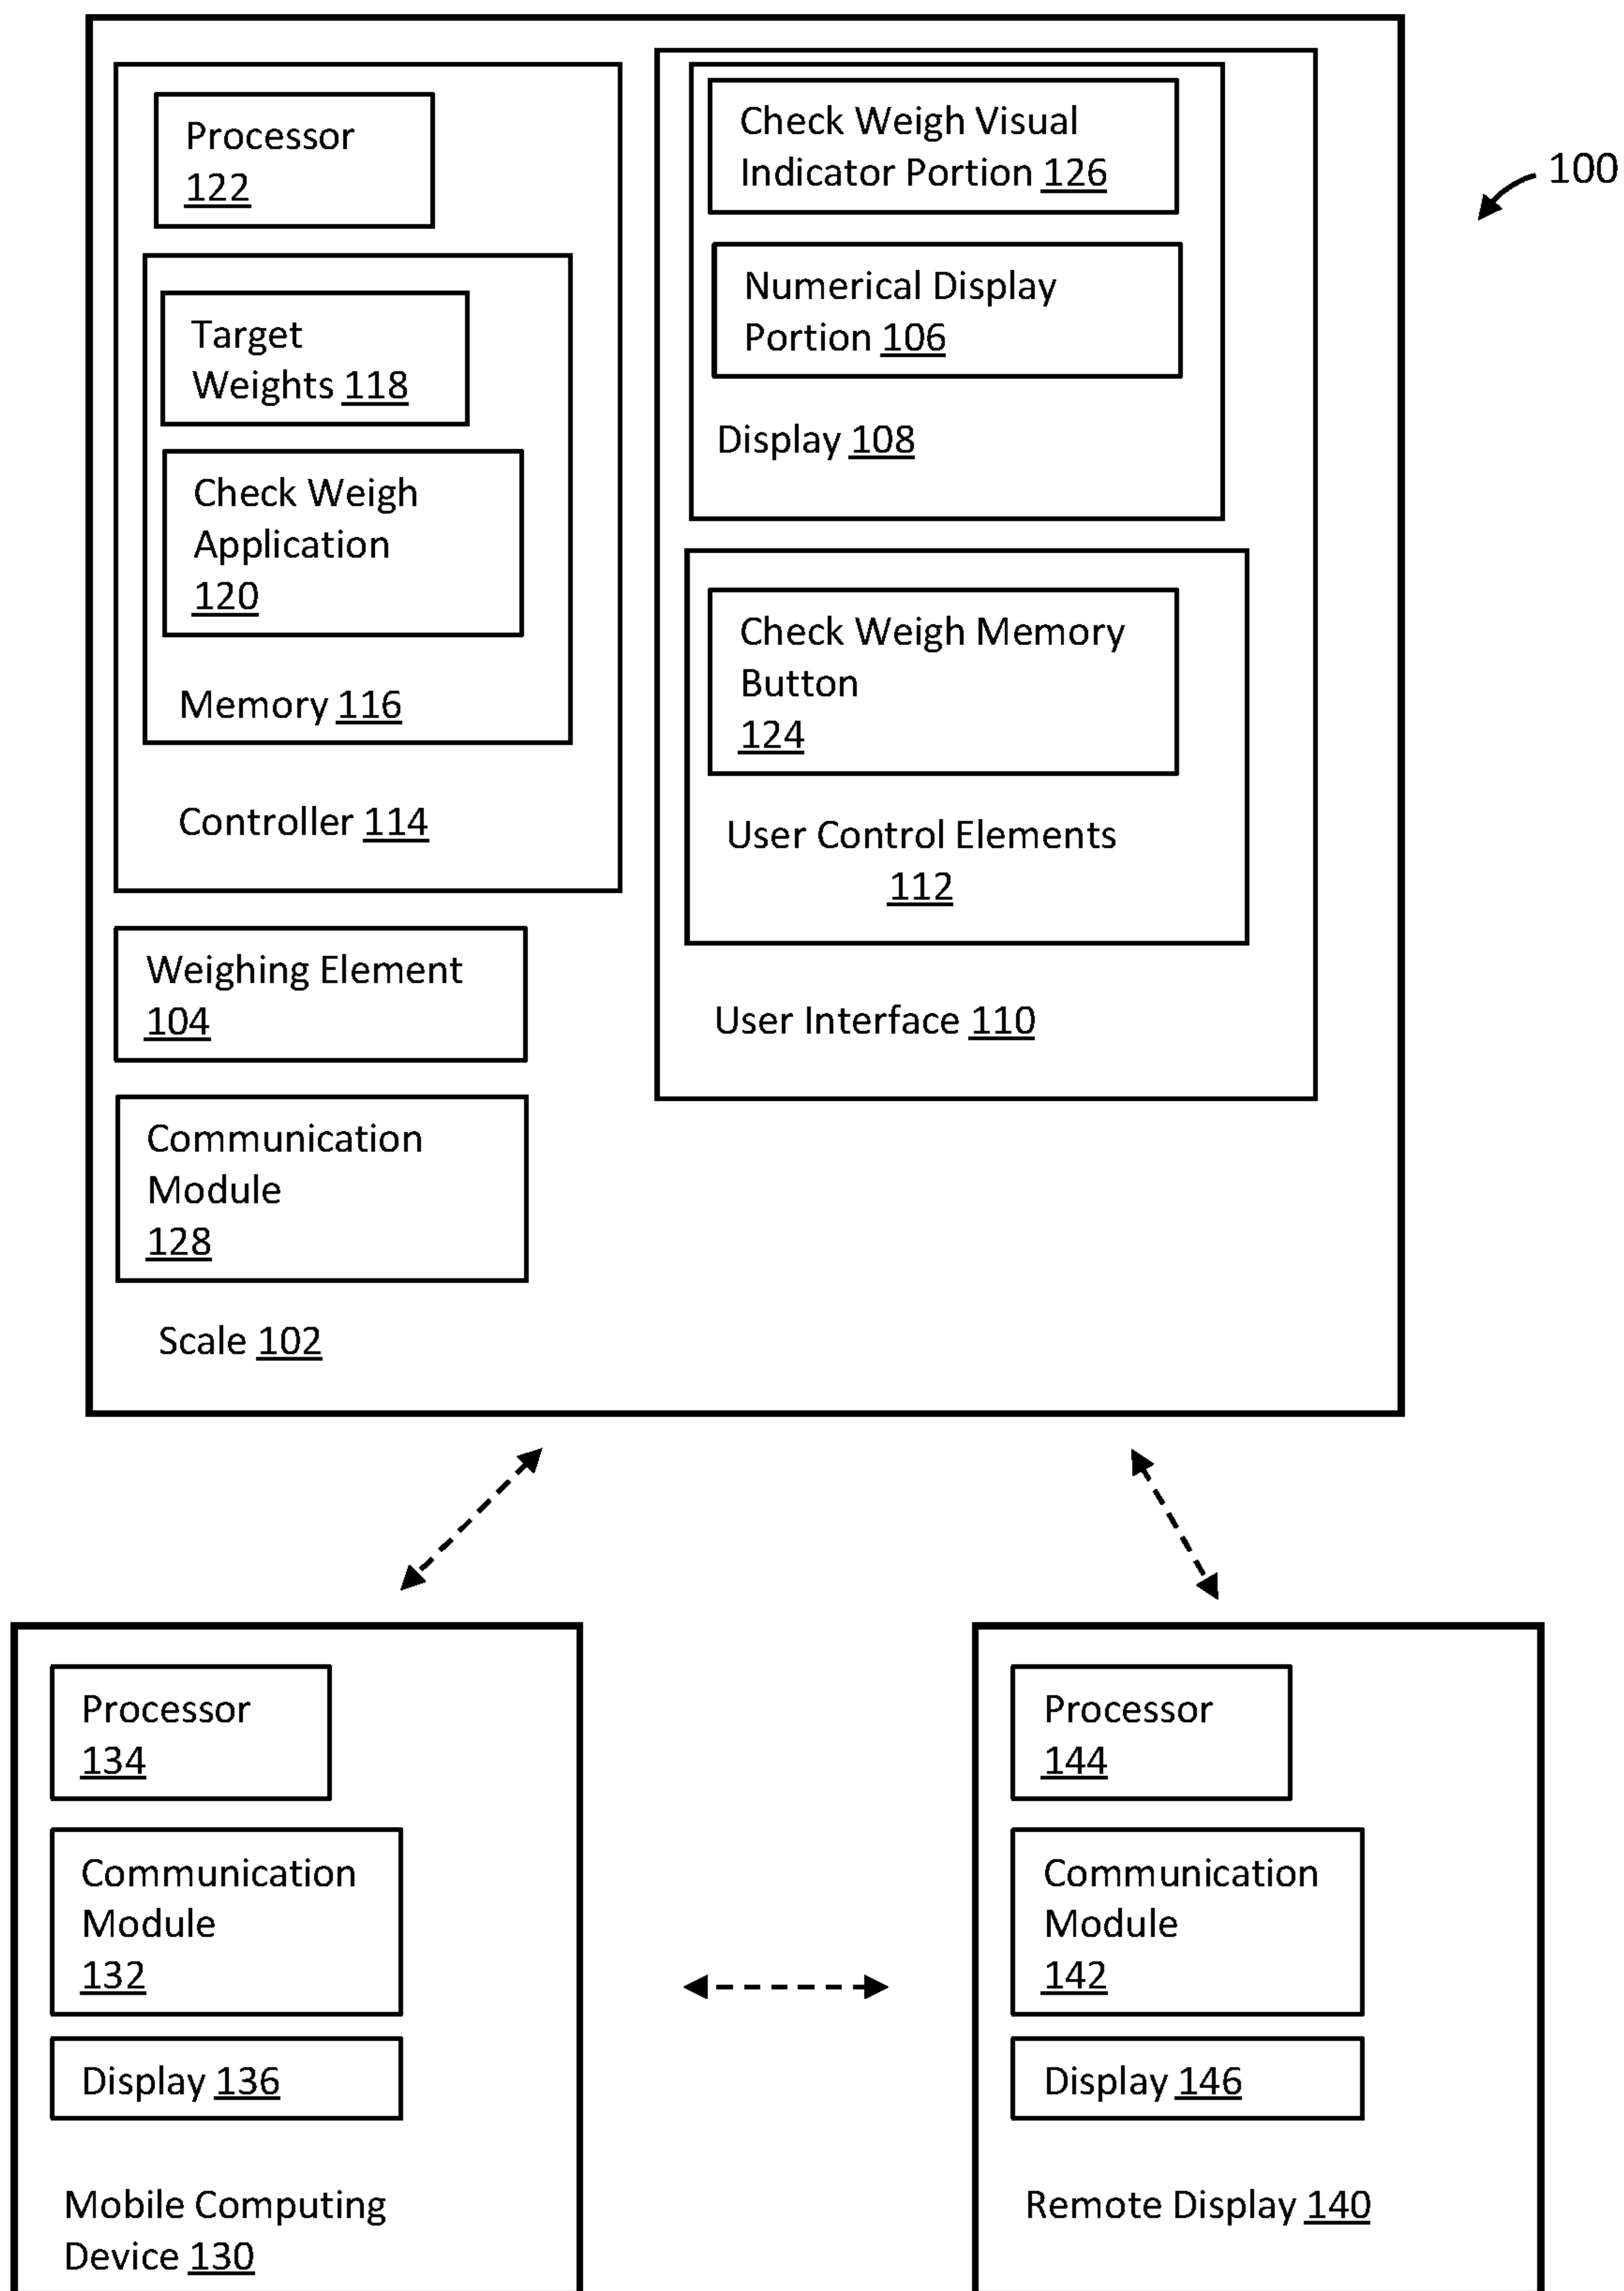 Processor
122
Target
Weights 118
Check Weigh
Application
120
Memory 116
Controller 114
Weighing Element
104
Communication
Module
128
Scale 102
Check Weigh Visual
Indicator Portion 126
Numerical Display
Portion 106
Display 108
Check Weigh Memory
Button
124
User Control Elements
112
User Interface 110
100
Processor
134
Communication
Module
132
Display 136
Mobile Computing
Device 130
Processor
144
Communication
Module
142
Display 146
Remote Display 140